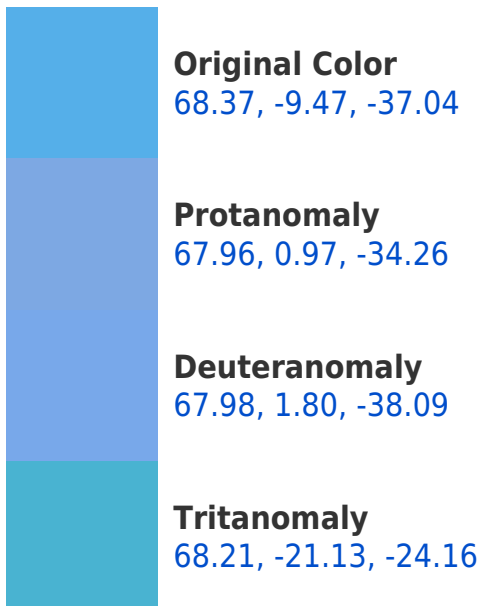 Original Color
68.37, -9.47, -37.04
Protanomaly
67.96, 0.97, -34.26
Deuteranomaly
67.98, 1.80, -38.09
Tritanomaly
68.21, -21.13, -24.16